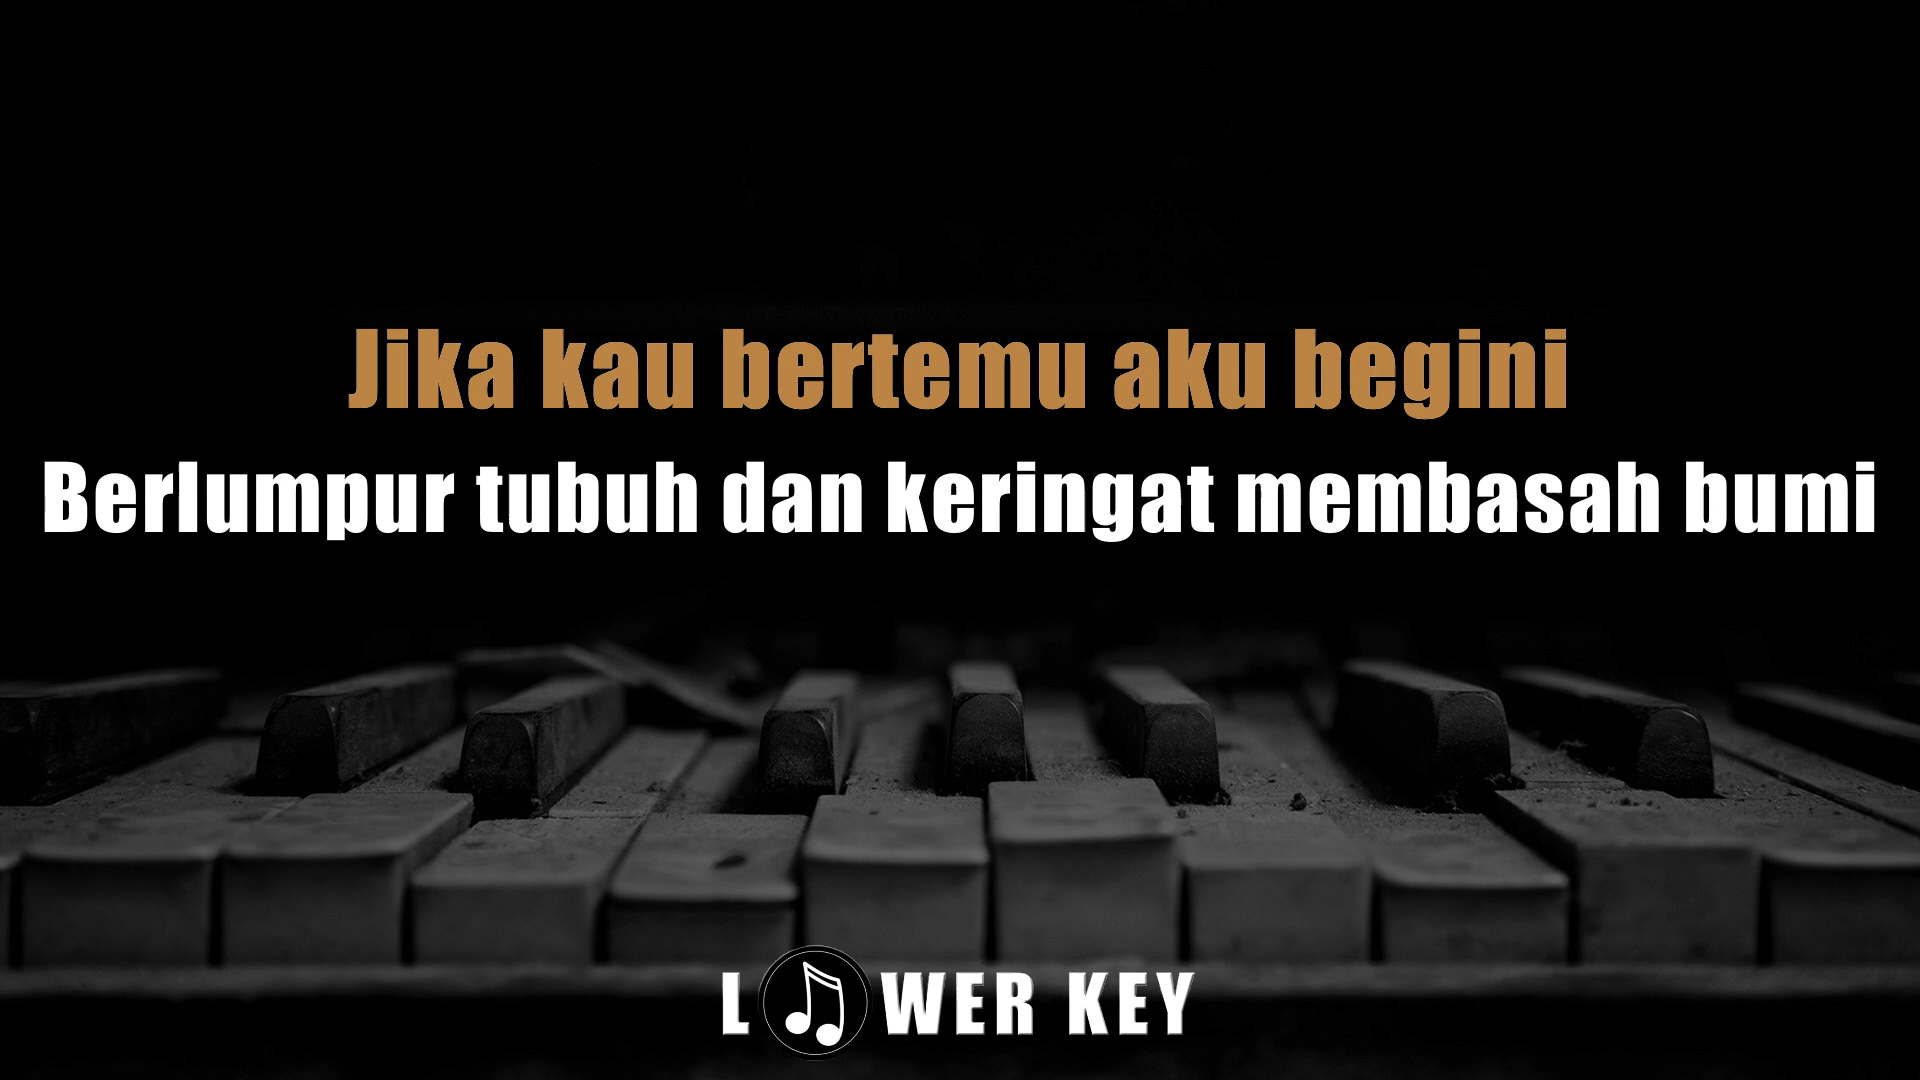 Jika kau bertemu aku begini
Berlumpur tubuh dan keringat membasah bumi
LOWER KEY